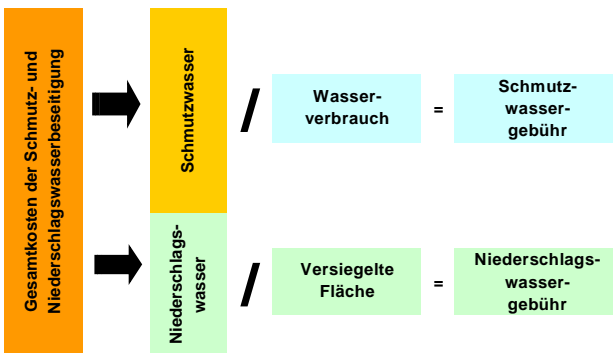 Gesamtkosten der Schmutz- und
Niederschlagswasserbeseitigung
Schmutzwasser
/
Wasser-
verbrauch
=
Schmutz-
wasser-
gebühr
Niederschlags-
wasser
/
Versiegelte
Fläche
=
Niederschlags-
wasser-
gebühr